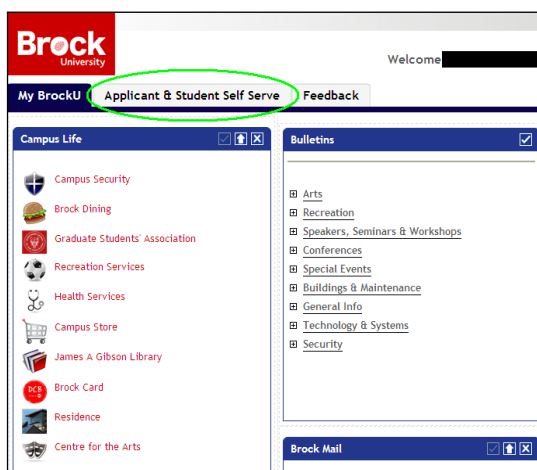 Brock
University
Welcome
My BrockU
Applicant & Student Self Serve
Feedback
Campus Life
Campus Security
Brock Dining
Graduate Students' Association
Recreation Services
Health Services
Campus Store
James A Gibson Library
DCB
Brock Card
Residence
Centre for the Arts
Bulletins
Arts
Recreation
Speakers, Seminars & Workshops
Conferences
Special Events
Buildings & Maintenance
General Info
Technology & Systems
Security
Brock Mail